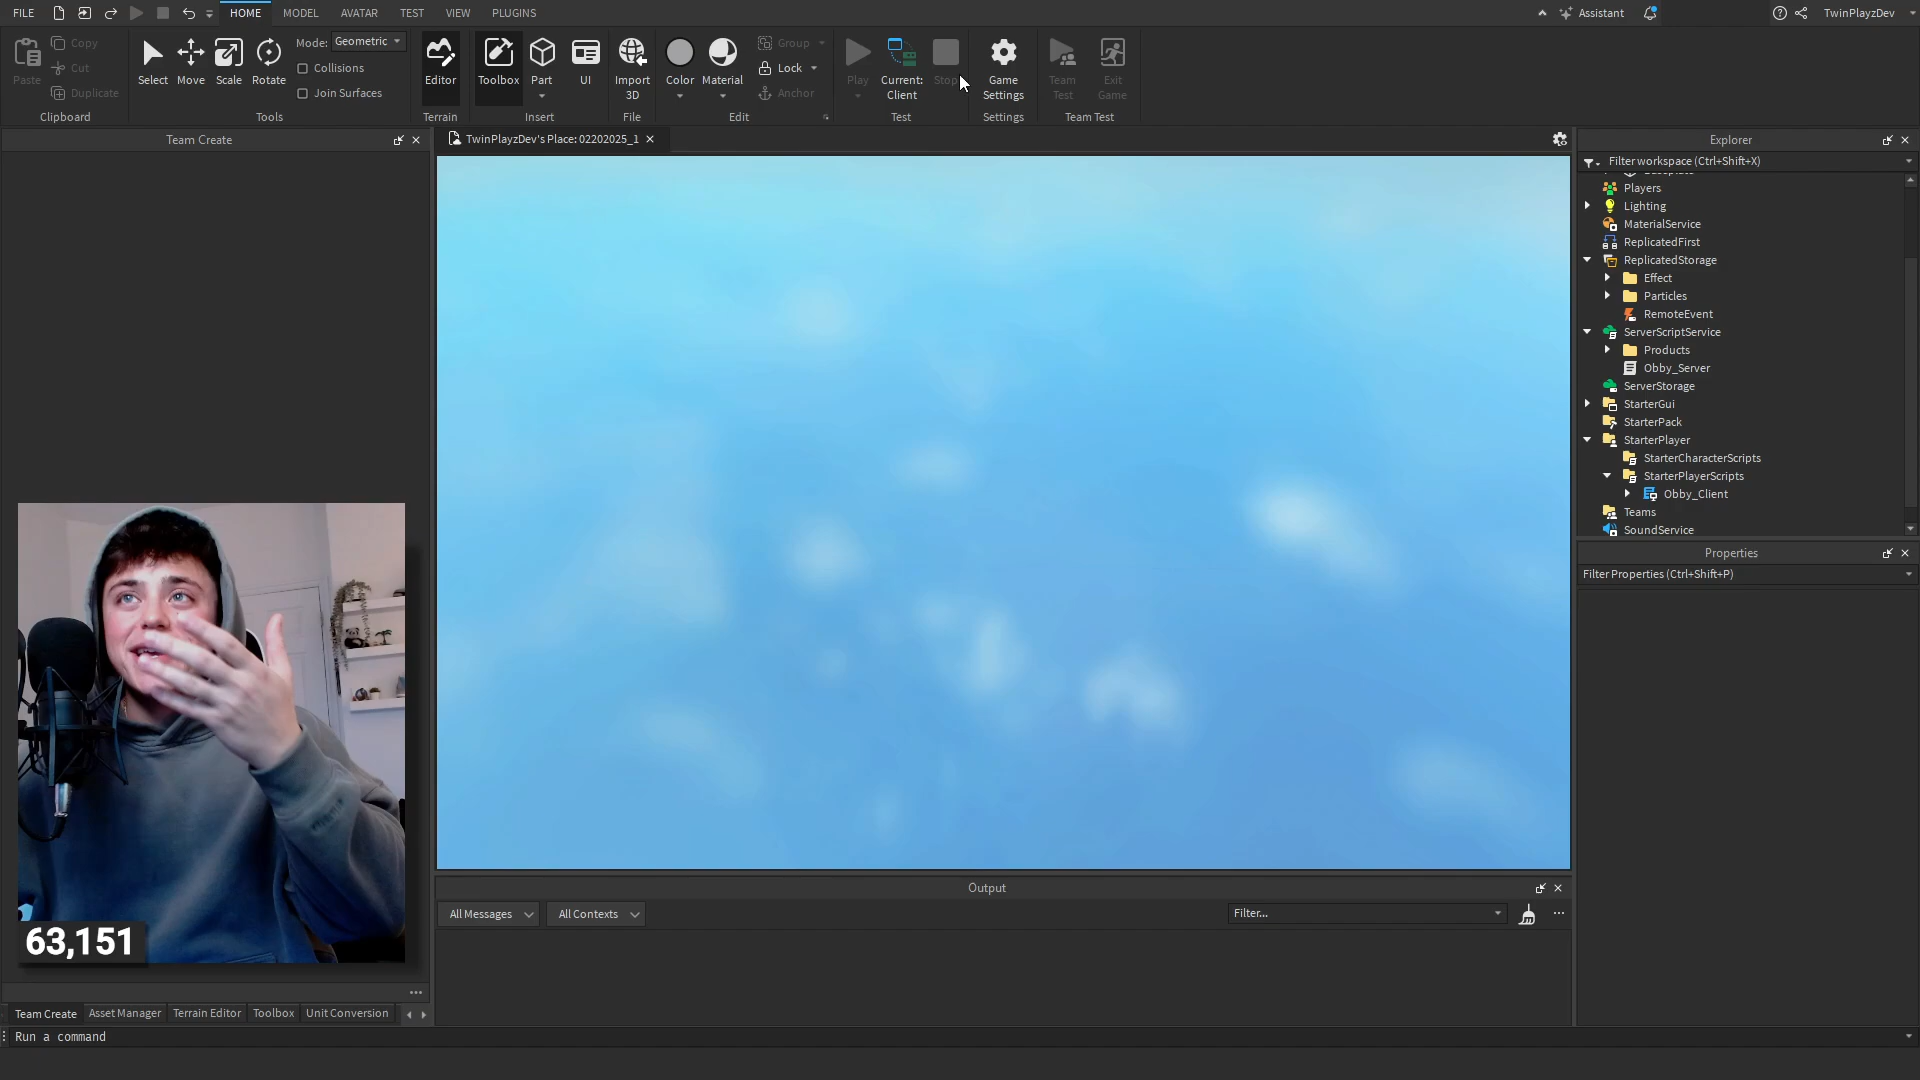 FILE HOME MODEL AVATAR TEST VIEW PLUGINS Assistant TwinPlayzDev
Paste
Copy
Cut
Duplicate
Clipboard
Select Move Scale Rotate
Mode: Geometric
Collisions
Join Surfaces
Tools
Editor
Terrain
Toolbox Part UI
Insert
Import
3D
File
Color Material
Group
Lock
Anchor
Edit
Play
Current:
Client
Stop
Test
Game
Settings
Settings
Team
Test
Exit
Game
Team Test
Team Create
TwinPlayzDev's Place: 02202025_1
Explorer
Filter workspace (Ctrl+Shift+X)
Players
Lighting
MaterialService
ReplicatedFirst
ReplicatedStorage
Effect
Particles
RemoteEvent
ServerScriptService
Products
Obby_Server
ServerStorage
StarterGui
StarterPack
StarterPlayer
StarterCharacterScripts
StarterPlayerScripts
Obby_Client
Teams
SoundService
Properties
Filter Properties (Ctrl+Shift+P)
63,151
Output
All Messages All Contexts Filter...
Team Create Asset Manager Terrain Editor Toolbox Unit Conversion
Run a command